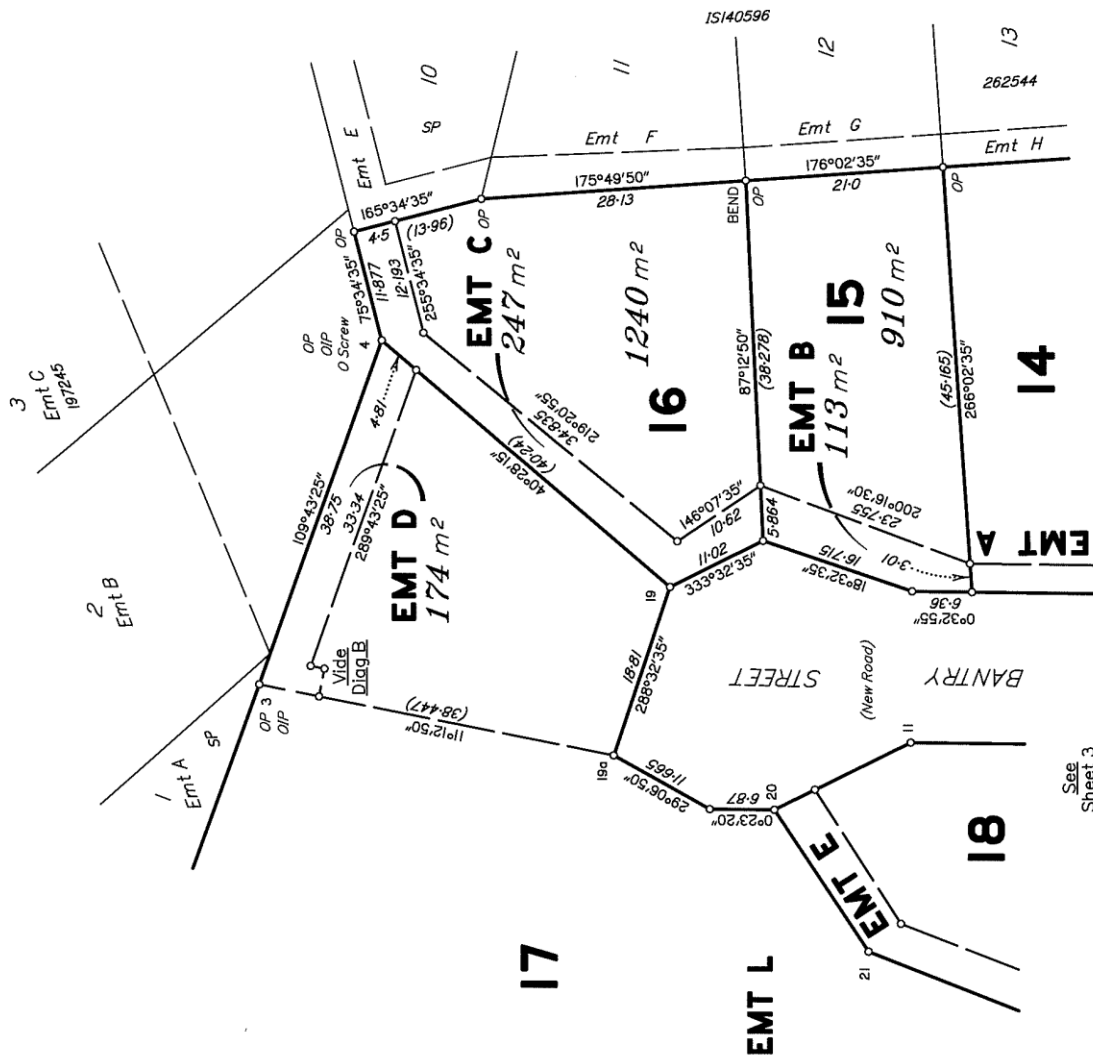 IS140596
3
Emt C
197245
2
Emt B
1
Emt A
SP
10
SP
Emt E
11
Emt F
12
Emt G
13
262544
Emt H
OP
165°34'35"
4·5
(13·96)
OP
175°49'50"
28·13
BEND
OP
176°02'35"
21·0
OP
75°34'35"
11·877
12·193
255°34'35"
OP
OIP
O Screw
4
4·81
EMT C
247 m²
1240 m²
16
219°20'55"
34·835
(40·24)
40°28'15"
109°43'25"
38·75
33·34
289°43'25"
EMT D
174 m²
OP 3
OIP
Vide
Diag B
11°12'50"
(38·447)
87°12'50"
(38·278)
15
910 m²
EMT B
113 m²
(45·165)
266°02'35"
14
EMT A
146°07'35"
10·62
11·02
333°32'35"
5·864
23·755
200°16'30"
16·715
18°32'35"
3·01
6·36
0°32'55"
19
18·81
288°32'35"
19a
11·665
29°06'50"
6·87
0°23'20"
20
11
21
BANTRY
STREET
(New Road)
17
18
EMT E
EMT L
See
Sheet 3